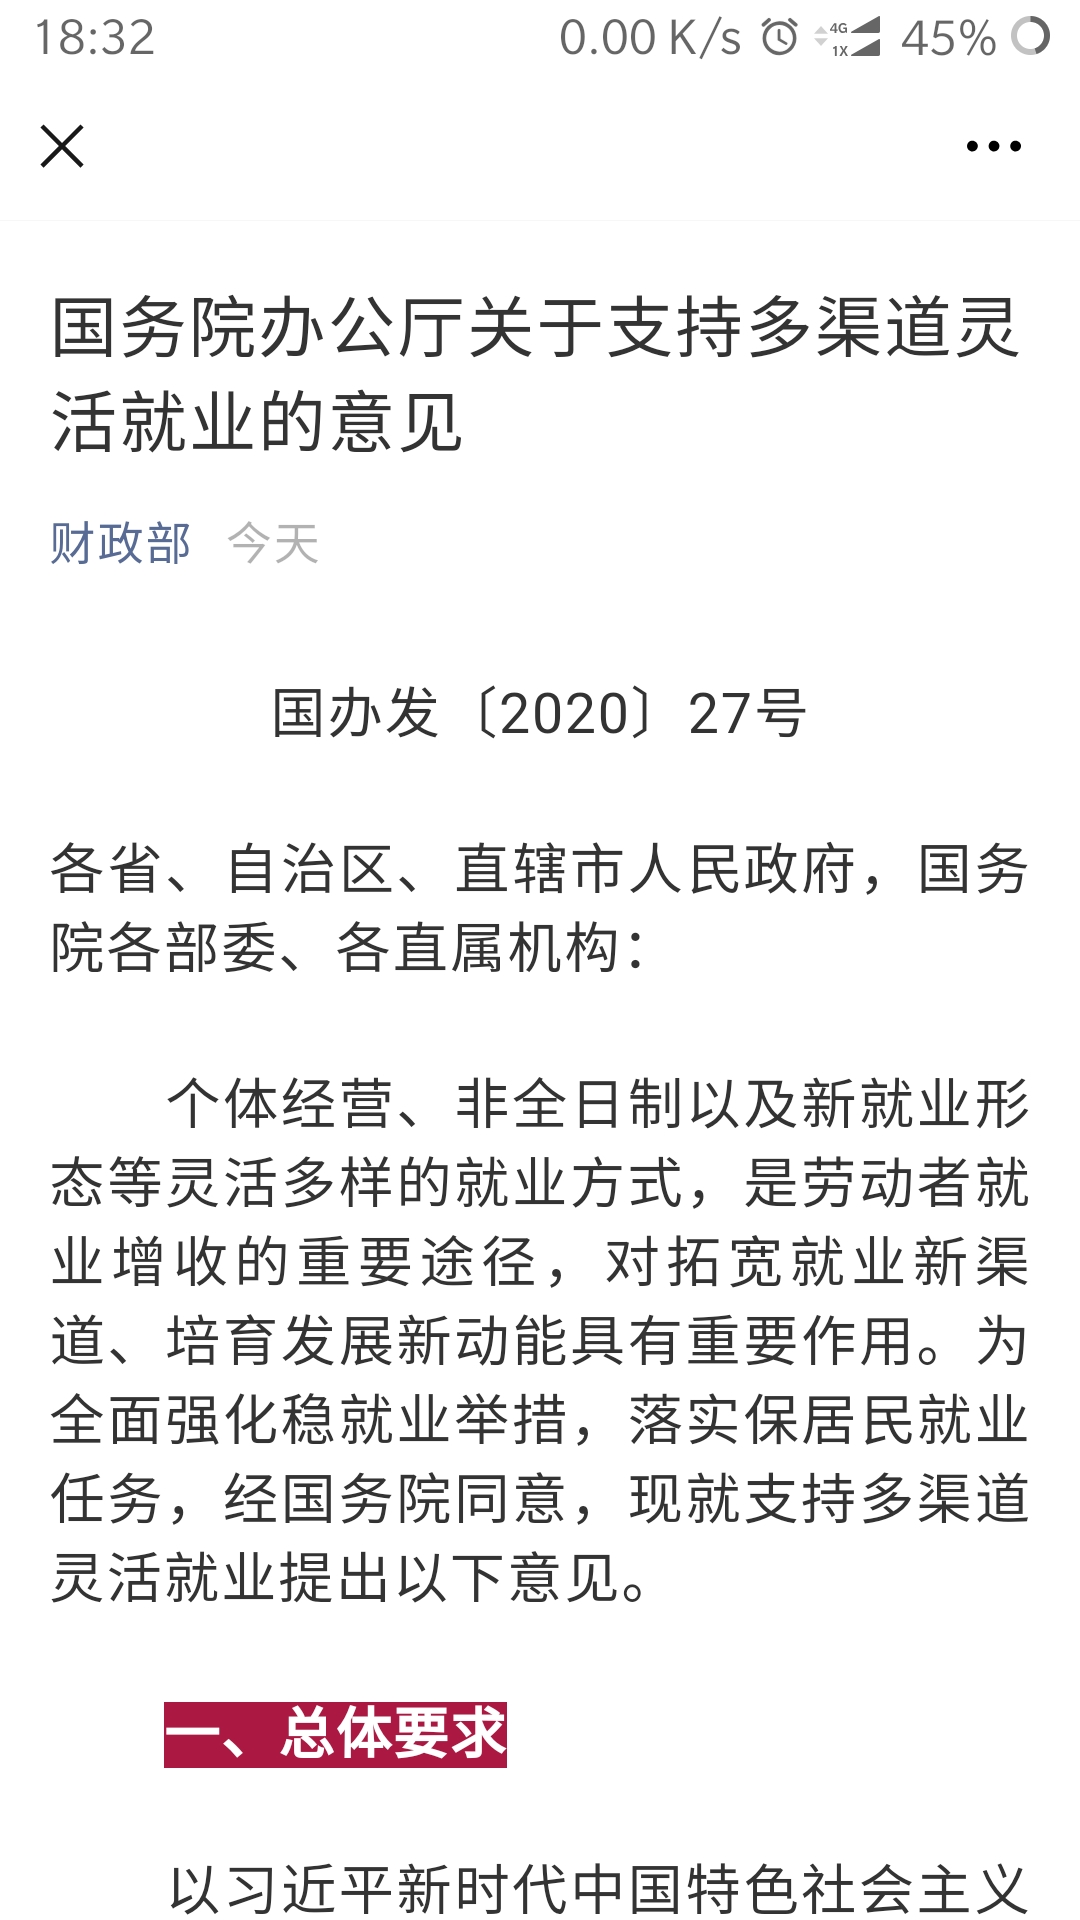 18:32 0.00 K/s 4G 1X 45%
国务院办公厅关于支持多渠道灵
活就业的意见
财政部 今天
国办发〔2020〕27号
各省、自治区、直辖市人民政府，国务
院各部委、各直属机构：
个体经营、非全日制以及新就业形
态等灵活多样的就业方式，是劳动者就
业增收的重要途径，对拓宽就业新渠
道、培育发展新动能具有重要作用。为
全面强化稳就业举措，落实保居民就业
任务，经国务院同意，现就支持多渠道
灵活就业提出以下意见。
一、总体要求
以习近平新时代中国特色社会主义